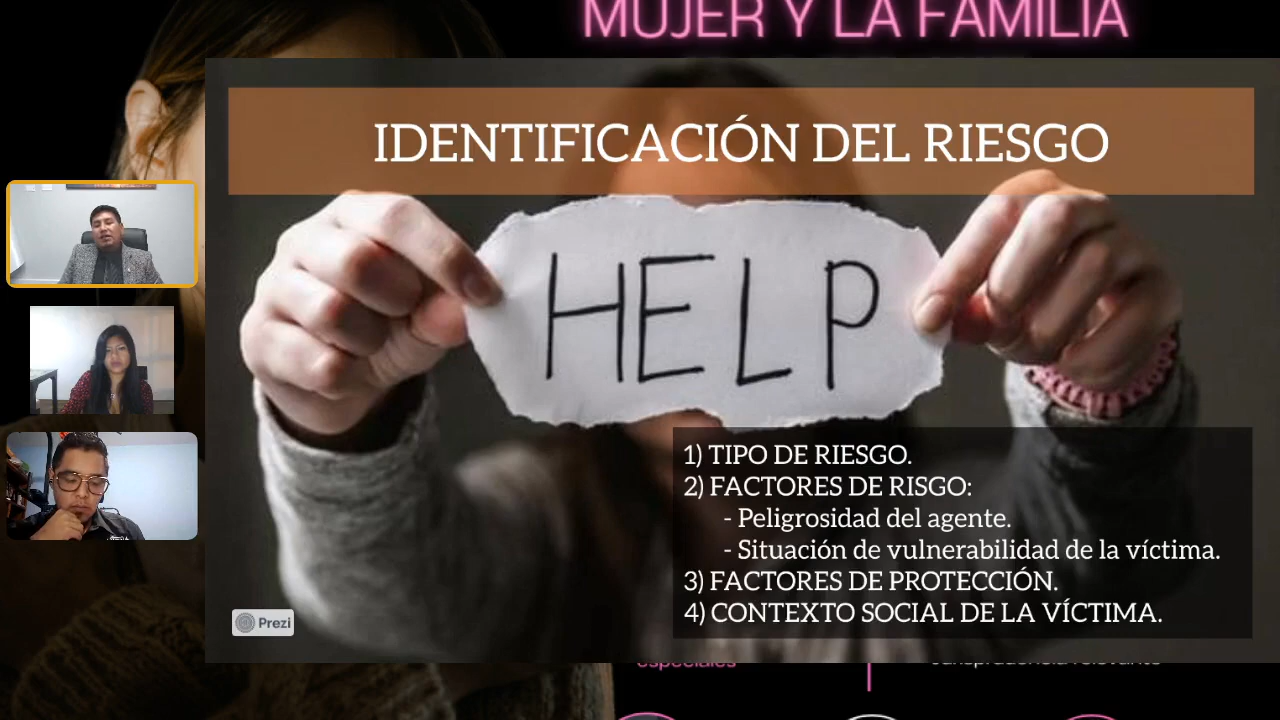 MUJER Y LA FAMILIA
IDENTIFICACIÓN DEL RIESGO
HELP
1) TIPO DE RIESGO.
2) FACTORES DE RISGO:
- Peligrosidad del agente.
- Situación de vulnerabilidad de la víctima.
3) FACTORES DE PROTECCIÓN.
4) CONTEXTO SOCIAL DE LA VÍCTIMA.
Prezi
especiales